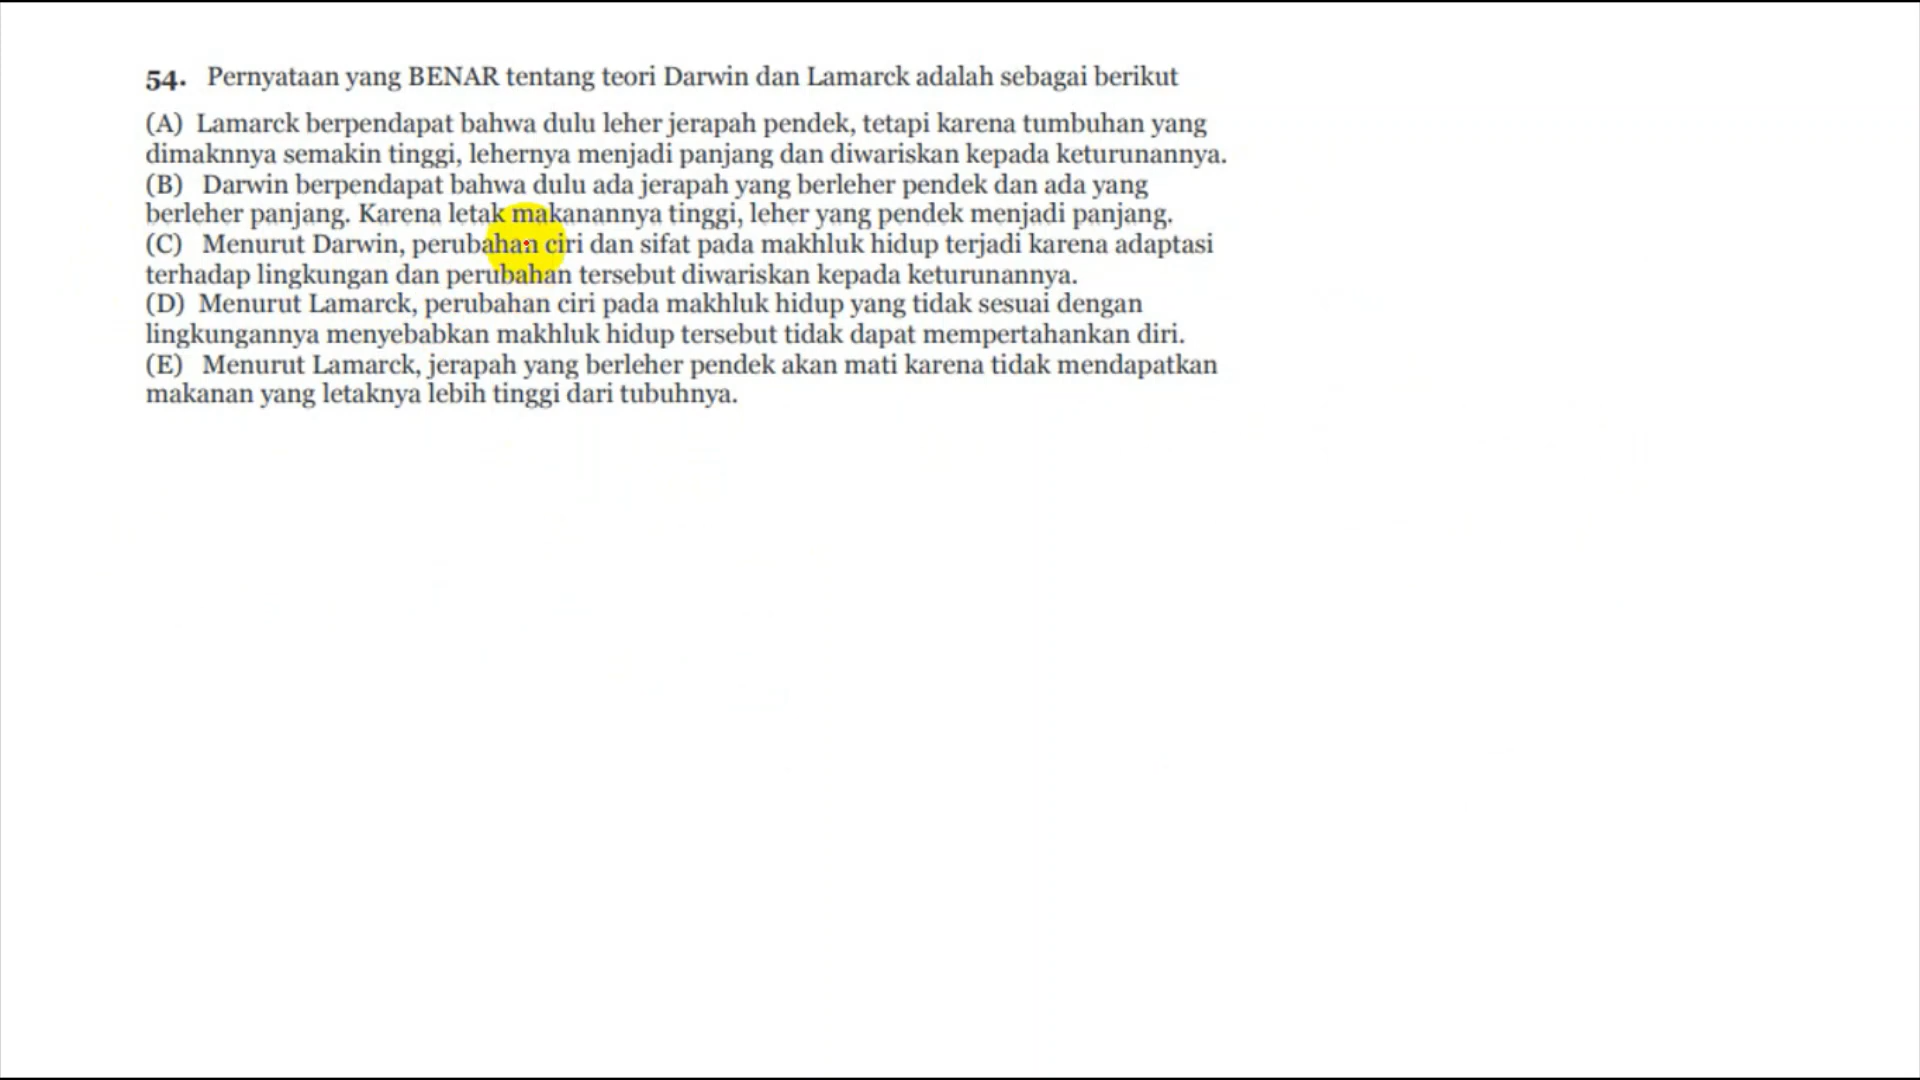 54. Pernyataan yang BENAR tentang teori Darwin dan Lamarck adalah sebagai berikut
(A) Lamarck berpendapat bahwa dulu leher jerapah pendek, tetapi karena tumbuhan yang
dimaknnya semakin tinggi, lehernya menjadi panjang dan diwariskan kepada keturunannya.
(B) Darwin berpendapat bahwa dulu ada jerapah yang berleher pendek dan ada yang
berleher panjang. Karena letak makanannya tinggi, leher yang pendek menjadi panjang.
(C) Menurut Darwin, perubahan ciri dan sifat pada makhluk hidup terjadi karena adaptasi
terhadap lingkungan dan perubahan tersebut diwariskan kepada keturunannya.
(D) Menurut Lamarck, perubahan ciri pada makhluk hidup yang tidak sesuai dengan
lingkungannya menyebabkan makhluk hidup tersebut tidak dapat mempertahankan diri.
(E) Menurut Lamarck, jerapah yang berleher pendek akan mati karena tidak mendapatkan
makanan yang letaknya lebih tinggi dari tubuhnya.